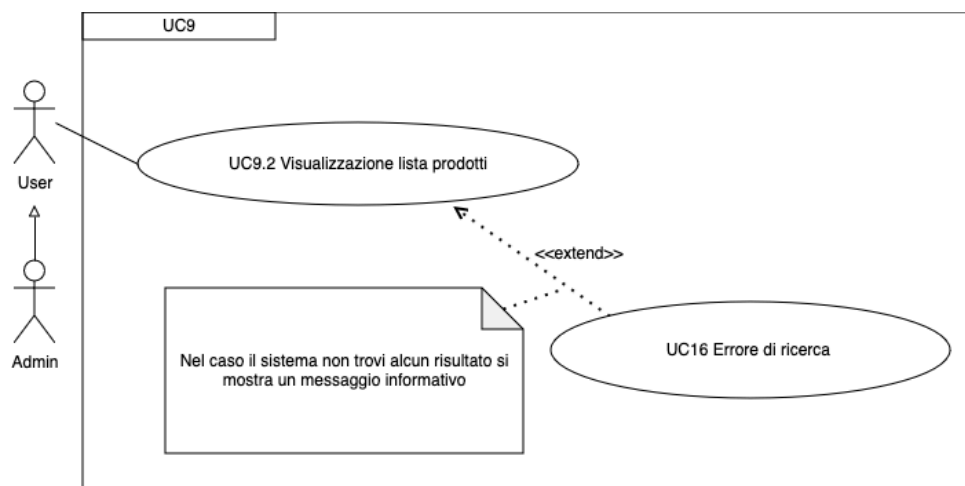 UC9
UC9.2 Visualizzazione lista prodotti
User
<<extend>>
Nel caso il sistema non trovi alcun risultato si
mostra un messaggio informativo
UC16 Errore di ricerca
Admin